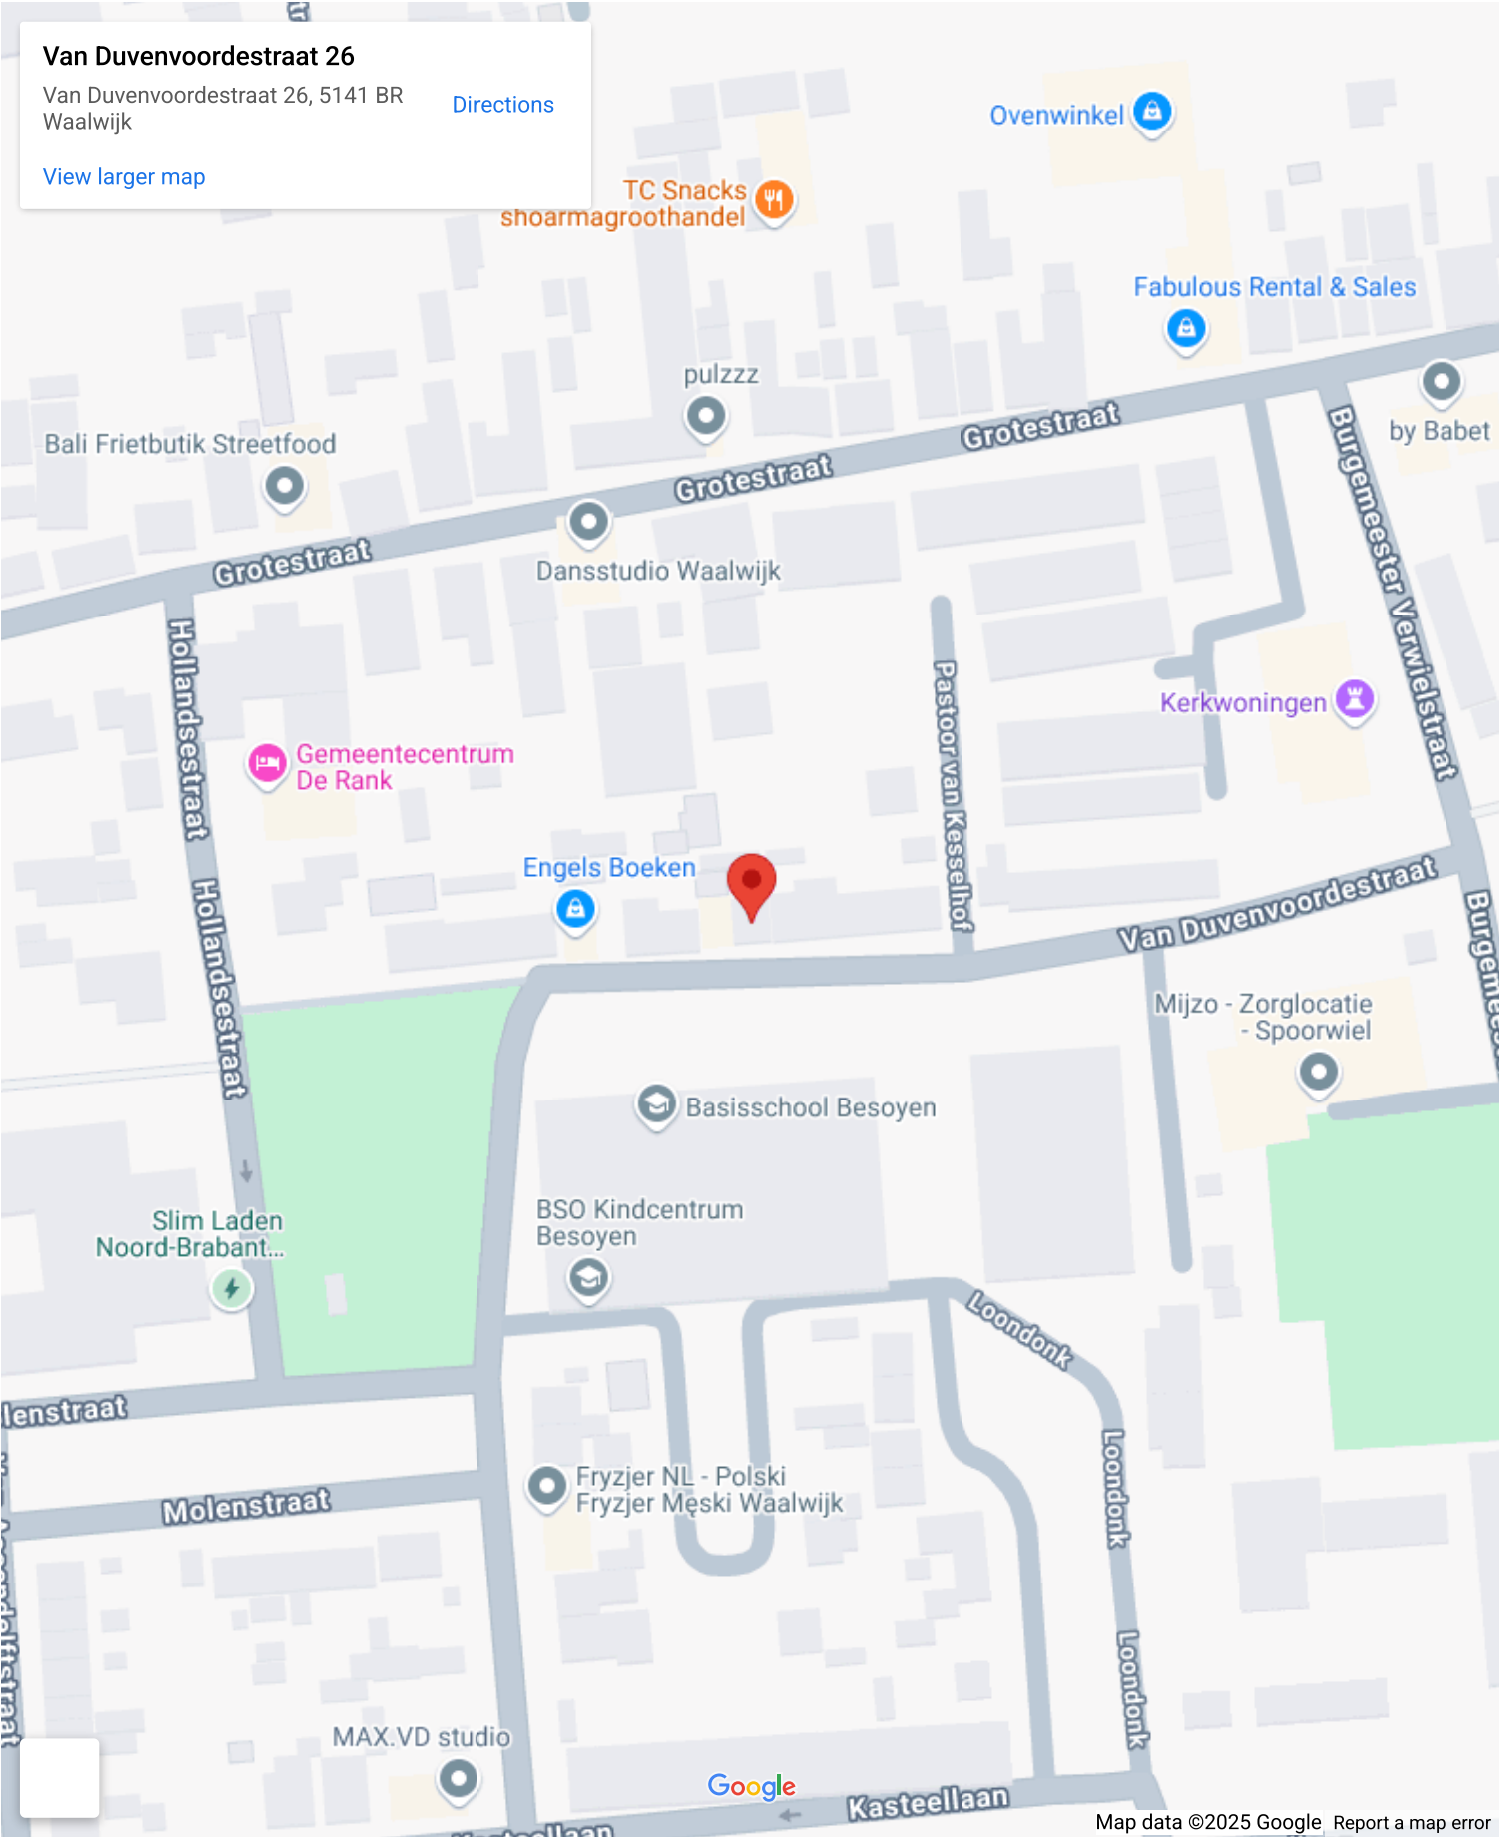 Van Duvenvoordestraat 26
Van Duvenvoordestraat 26, 5141 BR
Waalwijk
Directions
View larger map
Ovenwinkel
TC Snacks
shoarmagroothandel
Fabulous Rental & Sales
pulzzz
by Babet
Bali Frietbutik Streetfood
Grotestraat
Grotestraat
Grotestraat
Dansstudio Waalwijk
Burgemeester Verwielstraat
Hollandsestraat
Pastoor van Kesselhof
Kerkwoningen
Gemeentecentrum
De Rank
Engels Boeken
Hollandsestraat
Van Duvenvoordestraat
Mijzo - Zorglocatie
- Spoorwiel
Basisschool Besoyen
BSO Kindcentrum
Besoyen
Slim Laden
Noord-Brabant...
Loondonk
lenstraat
Loondonk
Fryzjer NL - Polski
Fryzjer Męski Waalwijk
Molenstraat
Loondonk
MAX.VD studio
Google
Kasteellaan
Map data ©2025 Google
Report a map error